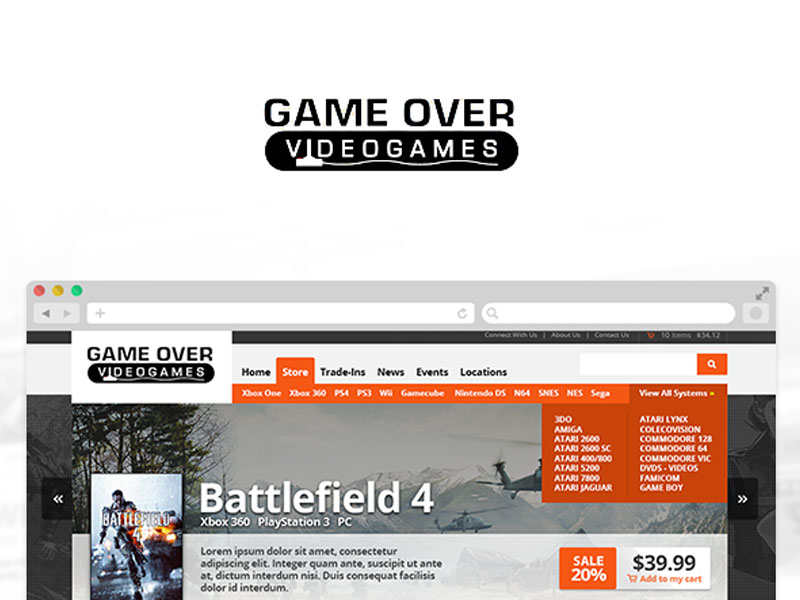 GAME OVER
VIDEOGAMES
Connect With Us | About Us | Contact Us 10 Items $34.12
GAME OVER
VIDEOGAMES
Home Store Trade-Ins News Events Locations
Xbox One Xbox 360 PS4 PS3 Wii Gamecube Nintendo DS N64 SNES NES Sega View All Systems »
3DO
AMIGA
ATARI 2600
ATARI 2600 SC
ATARI 400/800
ATARI 5200
ATARI 7800
ATARI JAGUAR
ATARI LYNX
COLECOVISION
COMMODORE 128
COMMODORE 64
COMMODORE VIC
DVDS - VIDEOS
FAMICOM
GAME BOY
«
»
BATTLEFIELD
4
Battlefield 4
Xbox 360 PlayStation 3 PC
Lorem ipsum dolor sit amet, consectetur
adipiscing elit. Integer quam ante, suscipit ut ante
at, dictum interdum nisi. Duis consequat facilisis
dolor id interdum.
SALE
20%
$39.99
Add to my cart